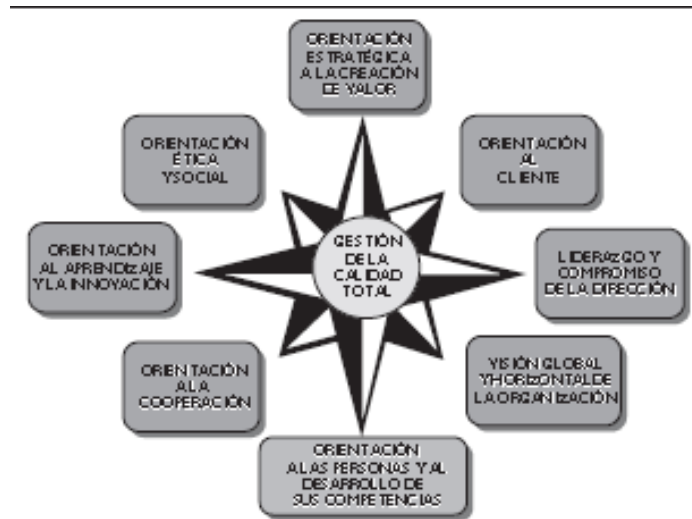 ORIENTACIÓN
ESTRATÉGICA
A LA CREACIÓN
DE VALOR
ORIENTACIÓN
AL
CLIENTE
LIDERAZGO Y
COMPROMISO
DE LA DIRECCIÓN
VISIÓN GLOBAL
Y HORIZONTAL DE
LA ORGANIZACIÓN
ORIENTACIÓN
A LAS PERSONAS Y AL
DESARROLLO DE
SUS COMPETENCIAS
ORIENTACIÓN
A LA
COOPERACIÓN
ORIENTACIÓN
AL APRENDIZAJE
Y LA INNOVACIÓN
ORIENTACIÓN
ÉTICA
Y SOCIAL
GESTIÓN
DE LA
CALIDAD
TOTAL